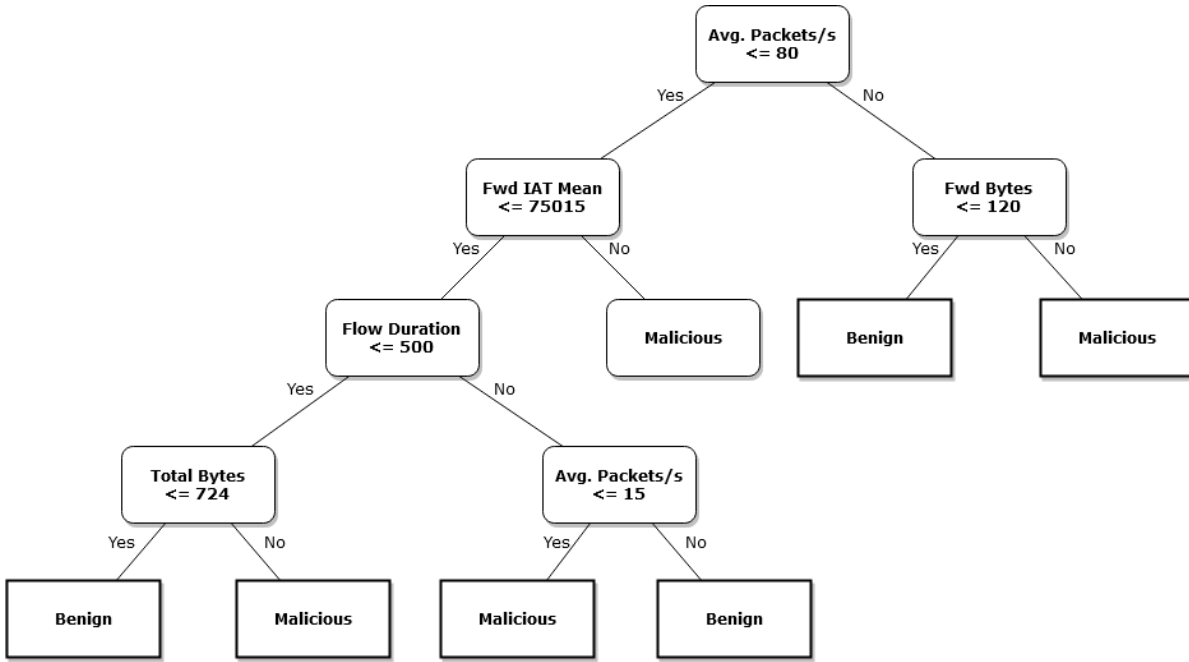 Avg. Packets/s
<= 80
Yes
No
Fwd IAT Mean
<= 75015
Fwd Bytes
<= 120
Yes
No
Yes
No
Flow Duration
<= 500
Malicious
Benign
Malicious
Yes
No
Total Bytes
<= 724
Avg. Packets/s
<= 15
Yes
No
Yes
No
Benign
Malicious
Malicious
Benign